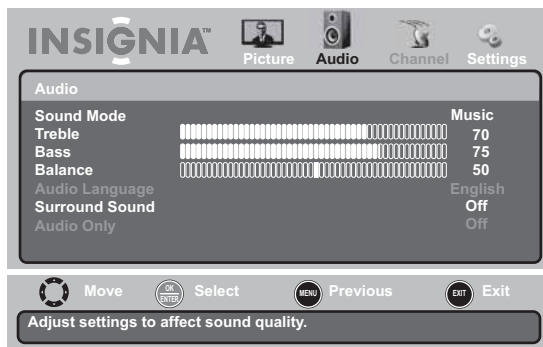 INSIGNIA™
Picture Audio Channel Settings
Audio
Sound Mode Music
Treble 70
Bass 75
Balance 50
Audio Language English
Surround Sound Off
Audio Only Off
Move OK ENTER Select MENU Previous EXIT Exit
Adjust settings to affect sound quality.